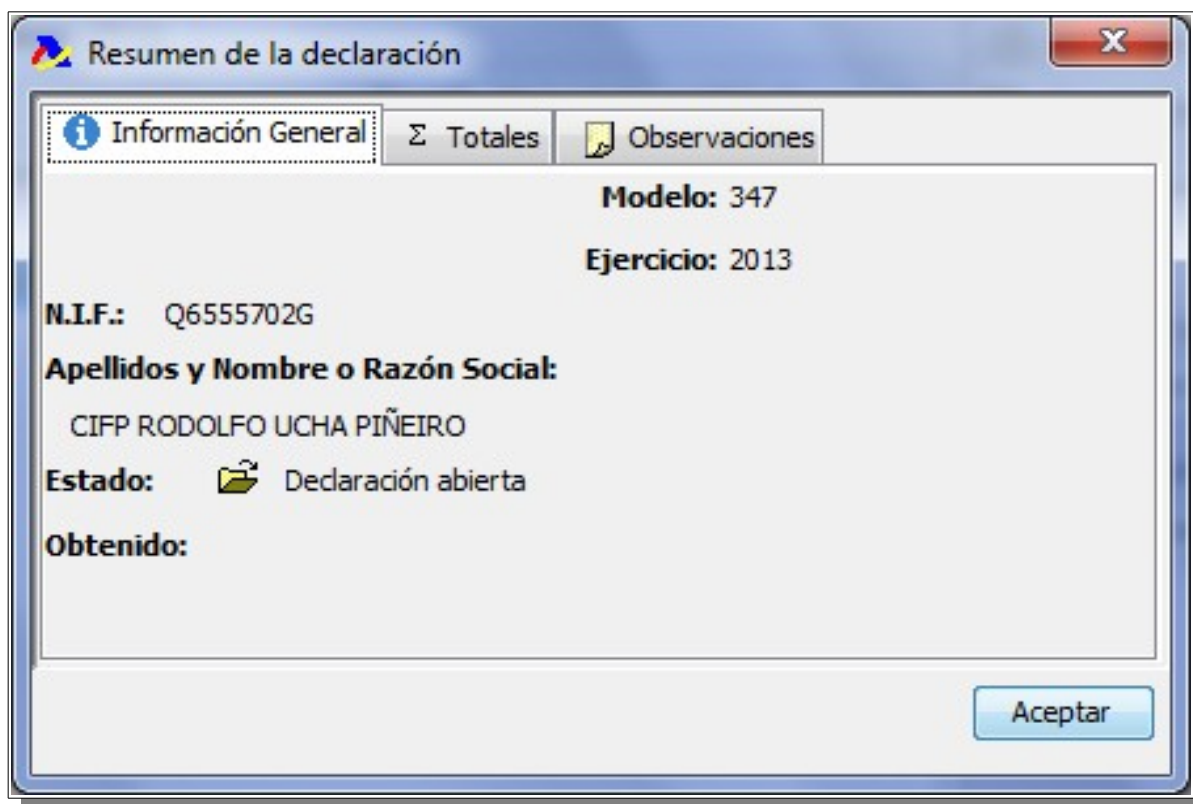 Resumen de la declaración
Información General Σ Totales Observaciones
Modelo: 347
Ejercicio: 2013
N.I.F.: Q6555702G
Apellidos y Nombre o Razón Social:
CIFP RODOLFO UCHA PIÑEIRO
Estado: Declaración abierta
Obtenido:
Aceptar